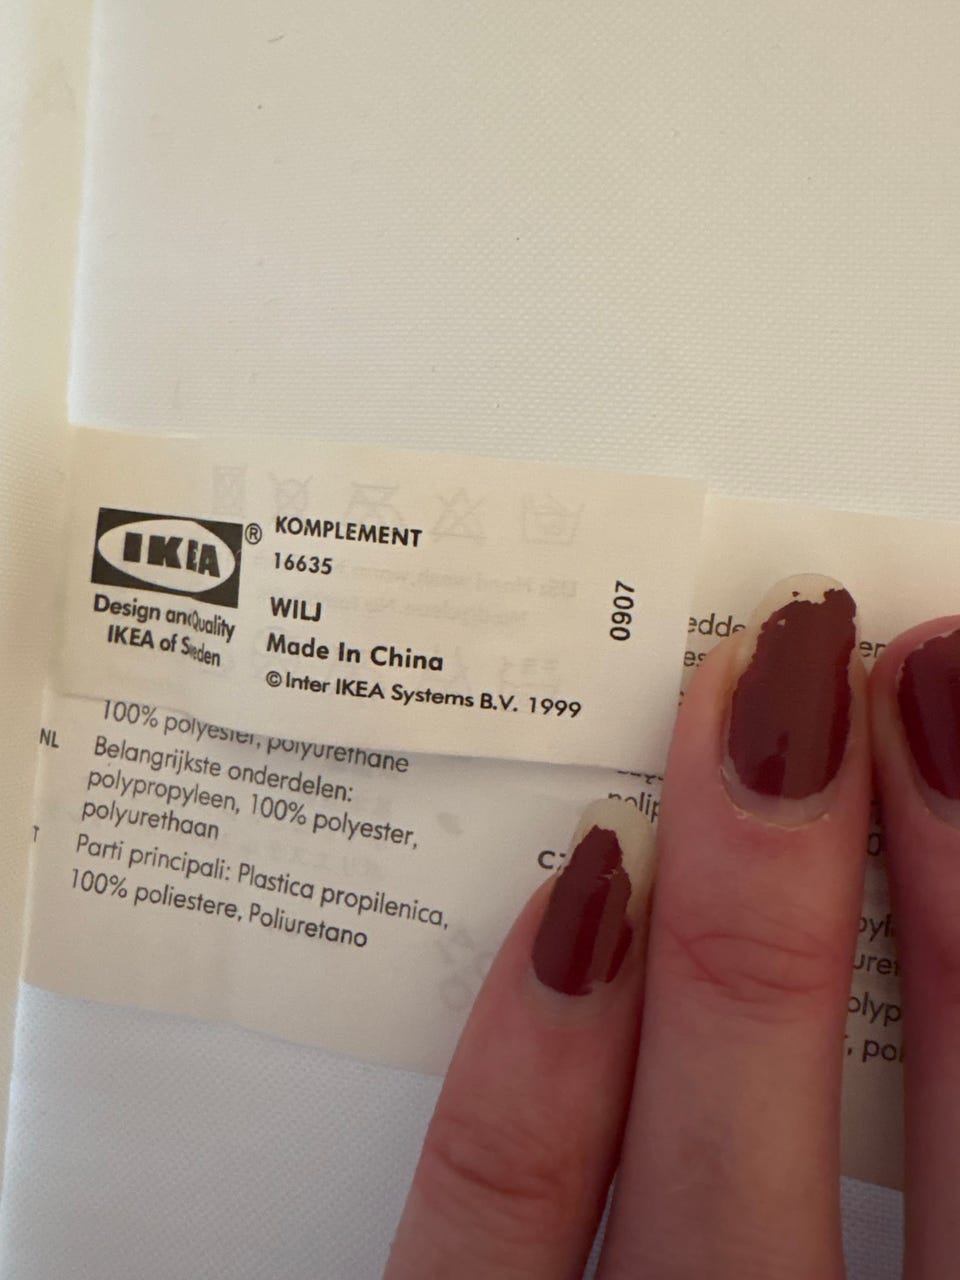 IKEA
®
Design and Quality
IKEA of Sweden
KOMPLEMENT
16635
WILJ
Made In China
© Inter IKEA Systems B.V. 1999
0907
100% polyester, polyurethane
NL
Belangrijkste onderdelen:
polypropyleen, 100% polyester,
polyurethaan
Parti principali: Plastica propilenica,
100% poliestere, Poliuretano